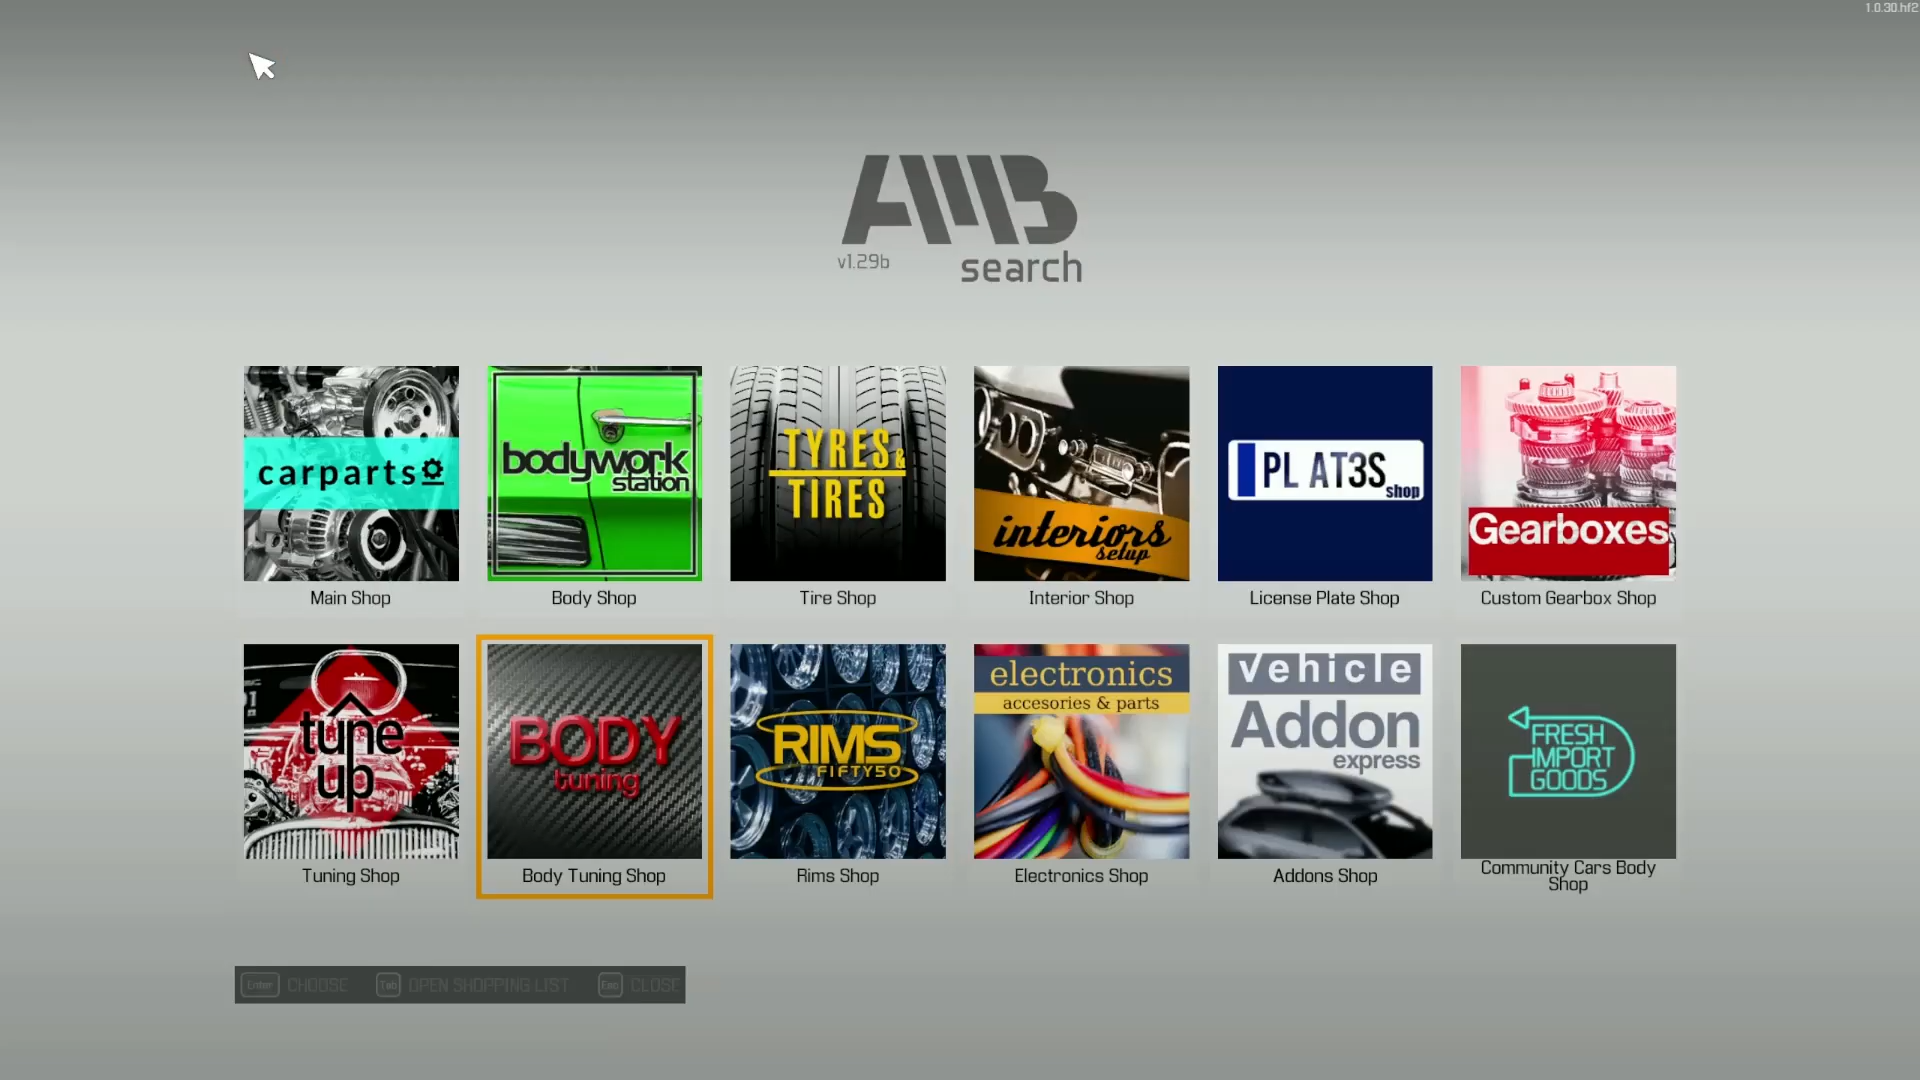 1.0.30.hf2
AMB
v1.29b
search
carparts
bodywork
station
TYRES &
TIRES
interiors
setup
PL AT3S
shop
Gearboxes
Main Shop
Body Shop
Tire Shop
Interior Shop
License Plate Shop
Custom Gearbox Shop
tune
up
BODY
tuning
RIMS
FIFTY50
electronics
accesories & parts
vehicle
Addon
express
FRESH
IMPORT
GOODS
Tuning Shop
Body Tuning Shop
Rims Shop
Electronics Shop
Addons Shop
Community Cars Body
Shop
Enter CHOOSE Tab OPEN SHOPPING LIST Esc CLOSE